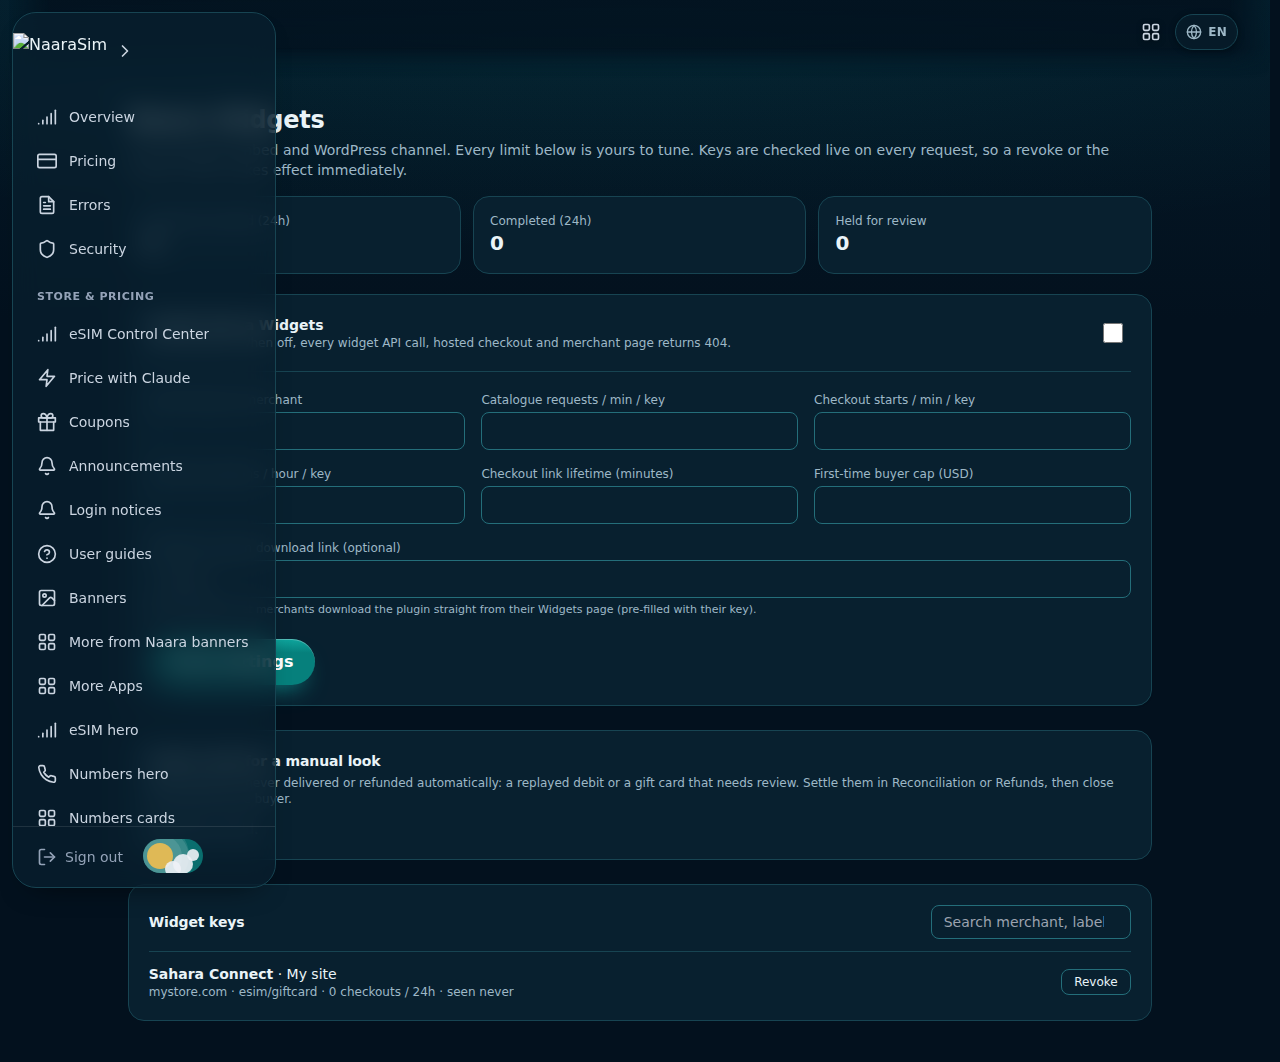 NaaraSim
EN
Overview
Pricing
Errors
Security
STORE & PRICING
eSIM Control Center
Price with Claude
Coupons
Announcements
Login notices
User guides
Banners
More from Naara banners
More Apps
eSIM hero
Numbers hero
Numbers cards
Sign out
and WordPress channel. Every limit below is yours to tune. Keys are checked live on every request, so a revoke or the
effect immediately.
Completed (24h)
0
Held for review
0
Widgets
off, every widget API call, hosted checkout and merchant page returns 404.
Catalogue requests / min / key
Checkout starts / min / key
hour / key
Checkout link lifetime (minutes)
First-time buyer cap (USD)
download link (optional)
merchants download the plugin straight from their Widgets page (pre-filled with their key).
a manual look
delivered or refunded automatically: a replayed debit or a gift card that needs review. Settle them in Reconciliation or Refunds, then close
Widget keys
Search merchant, label
Sahara Connect · My site
mystore.com · esim/giftcard · 0 checkouts / 24h · seen never
Revoke